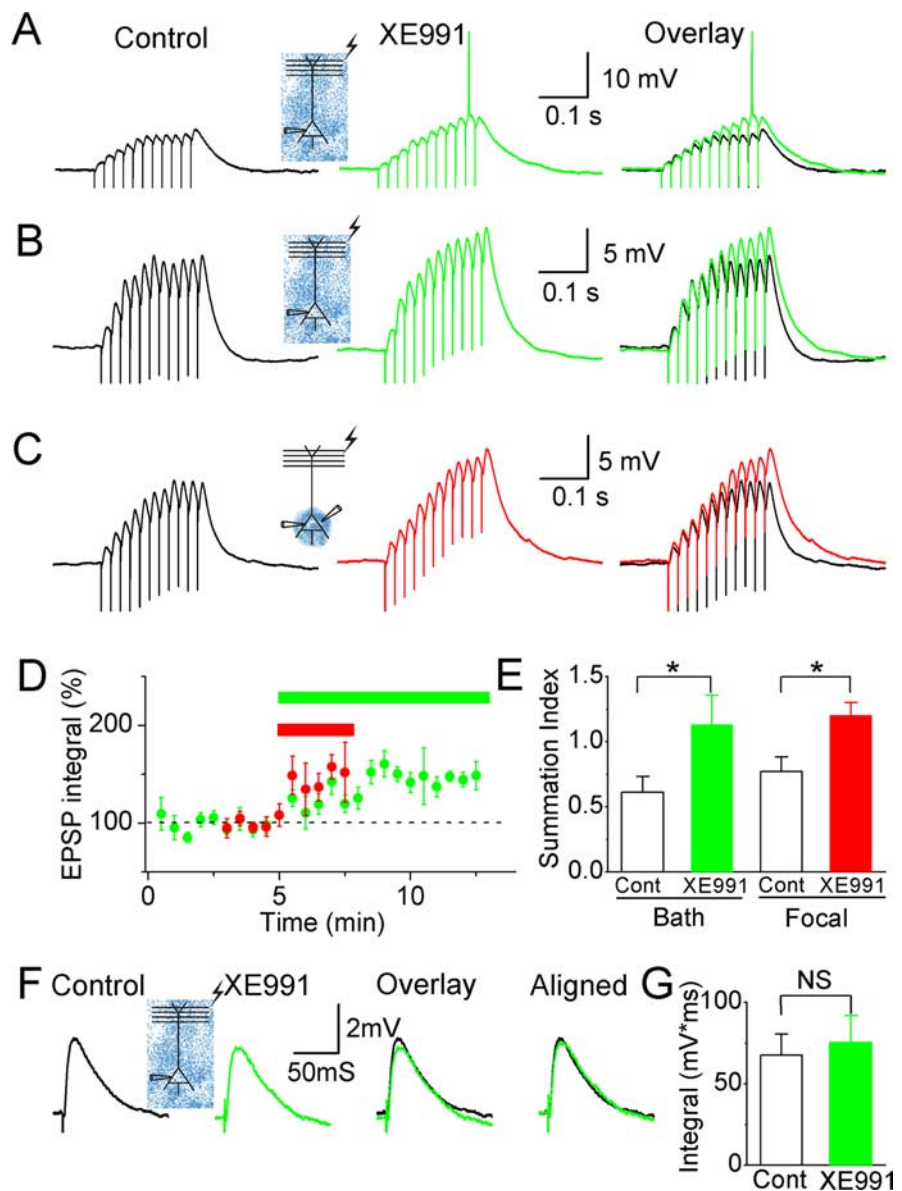 A
Control
XE991
Overlay
10 mV
0.1 s
B
5 mV
0.1 s
C
5 mV
0.1 s
D
EPSP integral (%)
200
100
0
5
10
Time (min)
E
*
*
Summation Index
1.5
1.0
0.5
0.0
Cont
XE991
Cont
XE991
Bath
Focal
F
Control
XE991
Overlay
Aligned
2mV
50mS
G
NS
Integral (mV*ms)
100
50
0
Cont
XE991